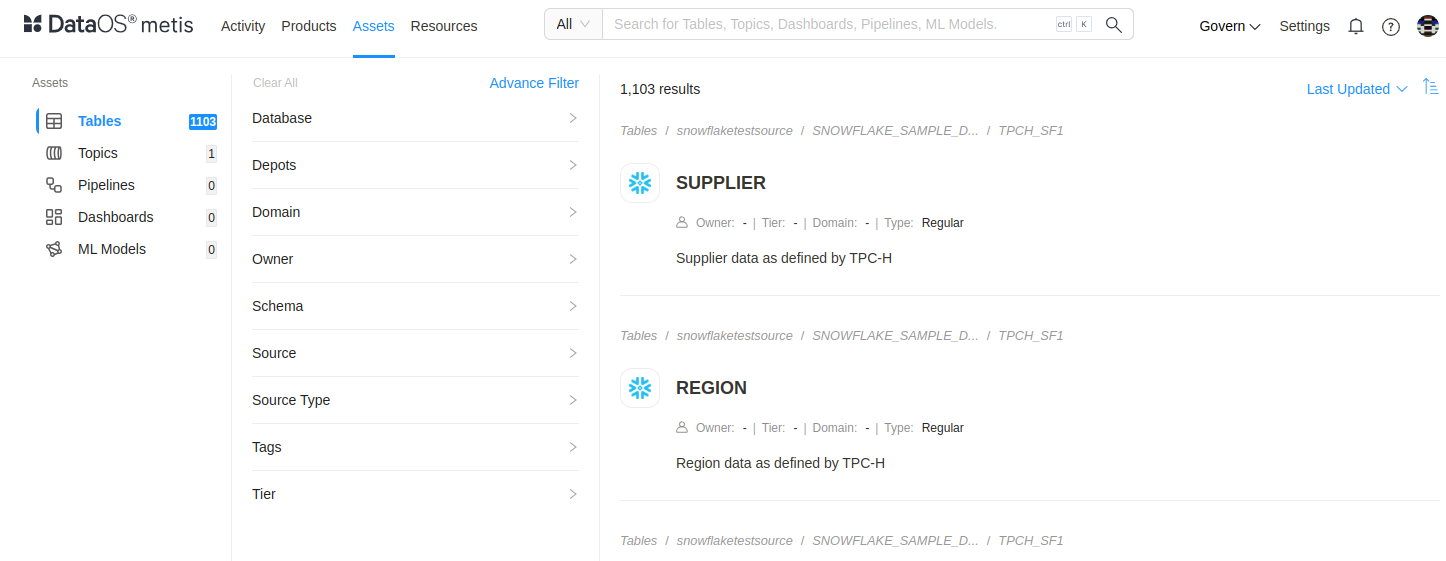 DataOS® metis
Activity Products Assets Resources
All Search for Tables, Topics, Dashboards, Pipelines, ML Models. ctrl K
Govern Settings
Assets
Tables 1103
Topics 1
Pipelines 0
Dashboards 0
ML Models 0
Clear All Advance Filter
Database
Depots
Domain
Owner
Schema
Source
Source Type
Tags
Tier
1,103 results Last Updated
Tables / snowflaketestsource / SNOWFLAKE_SAMPLE_D... / TPCH_SF1
SUPPLIER
Owner: - | Tier: - | Domain: - | Type: Regular
Supplier data as defined by TPC-H
Tables / snowflaketestsource / SNOWFLAKE_SAMPLE_D... / TPCH_SF1
REGION
Owner: - | Tier: - | Domain: - | Type: Regular
Region data as defined by TPC-H
Tables / snowflaketestsource / SNOWFLAKE_SAMPLE_D... / TPCH_SF1